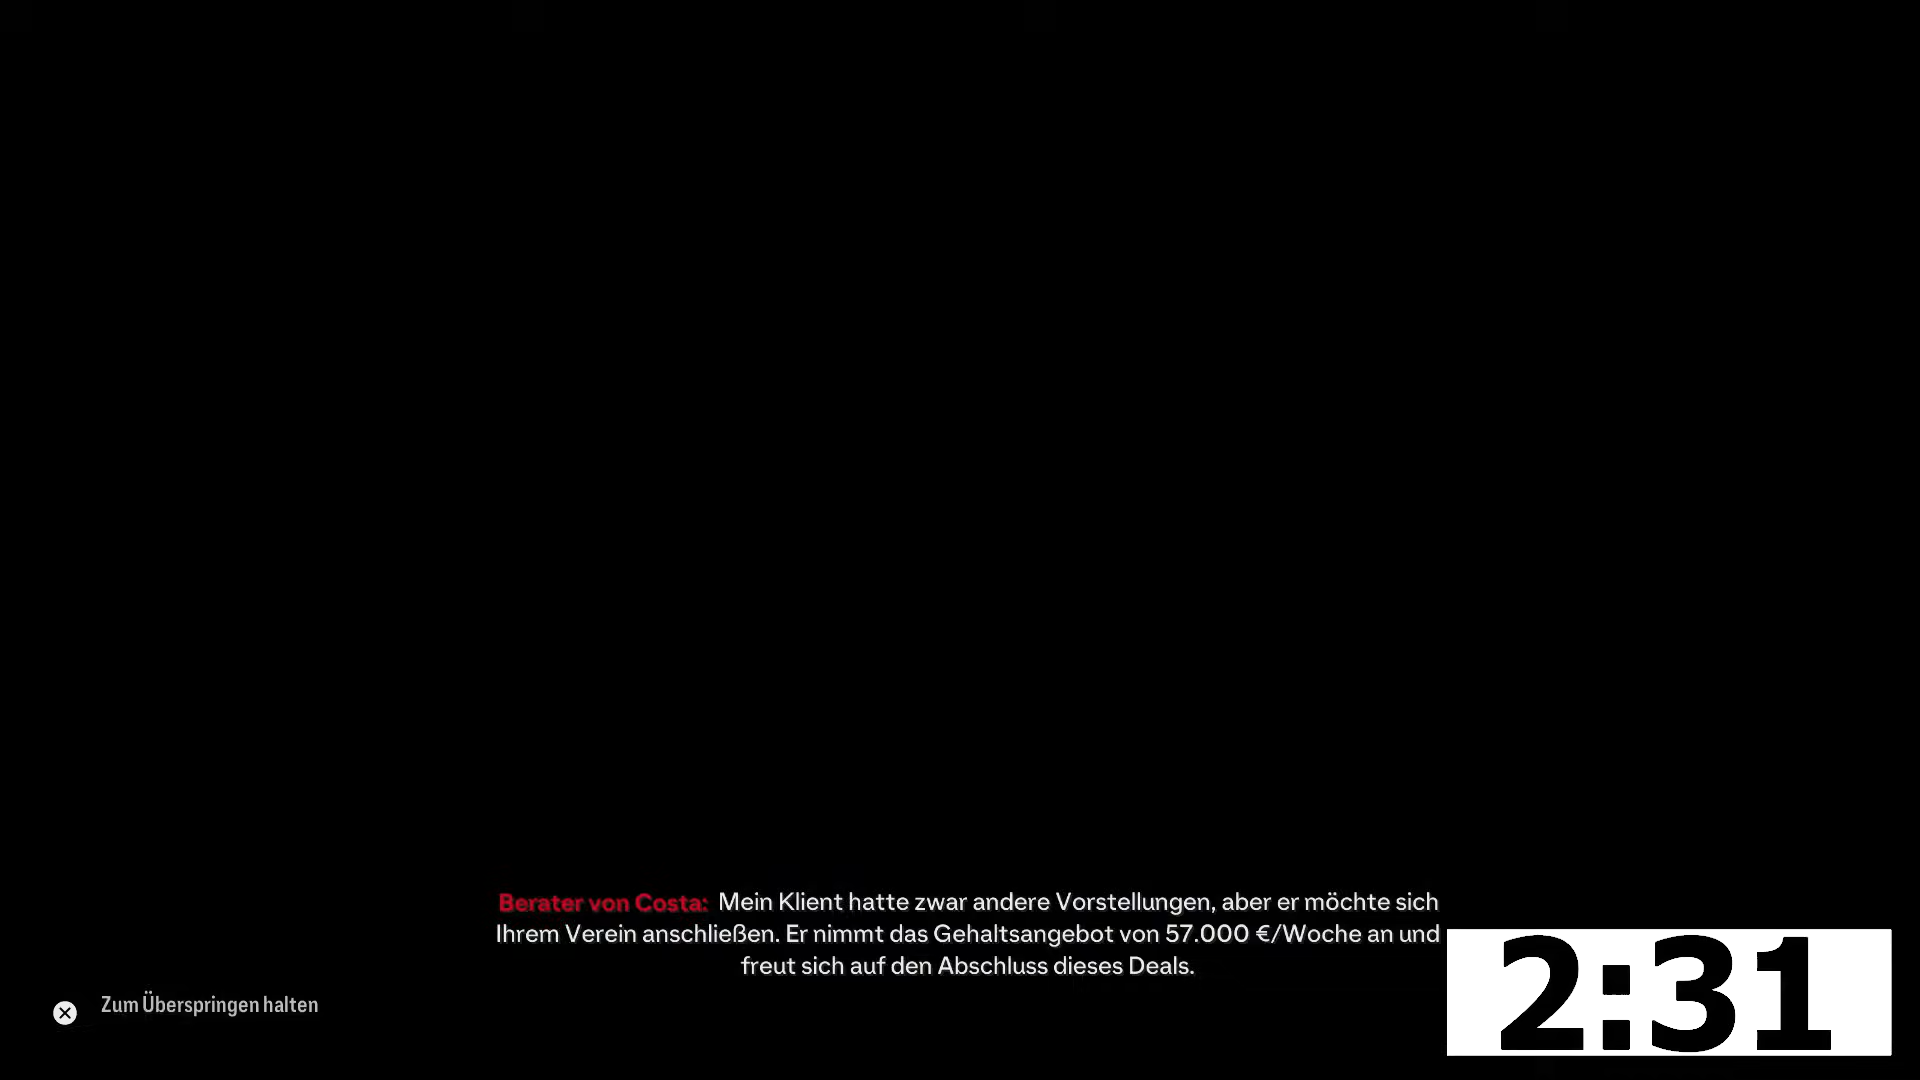 Berater von Costa: Mein Klient hatte zwar andere Vorstellungen, aber er möchte sich
Ihrem Verein anschließen. Er nimmt das Gehaltsangebot von 57.000 €/Woche an und
freut sich auf den Abschluss dieses Deals.
Zum Überspringen halten
2:31